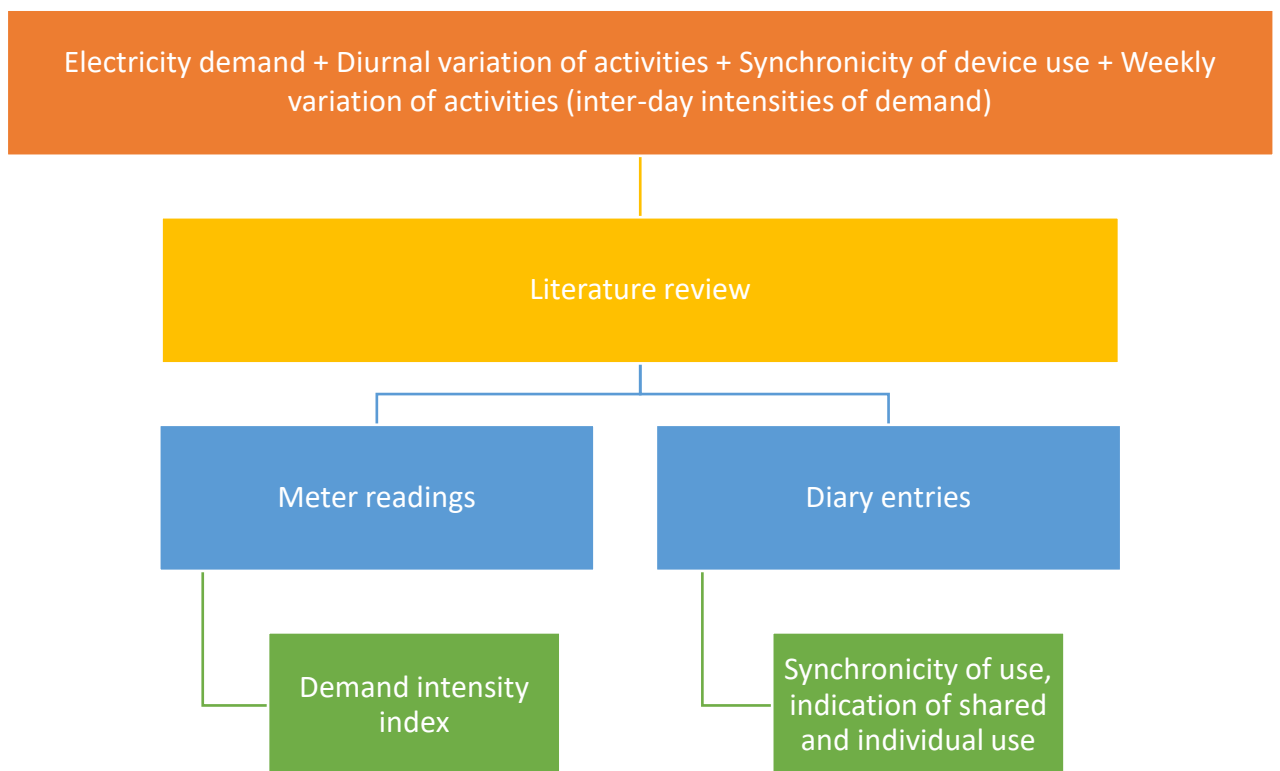 Electricity demand + Diurnal variation of activities + Synchronicity of device use + Weekly
variation of activities (inter-day intensities of demand)
Literature review
Meter readings
Diary entries
Demand intensity
index
Synchronicity of use,
indication of shared
and individual use